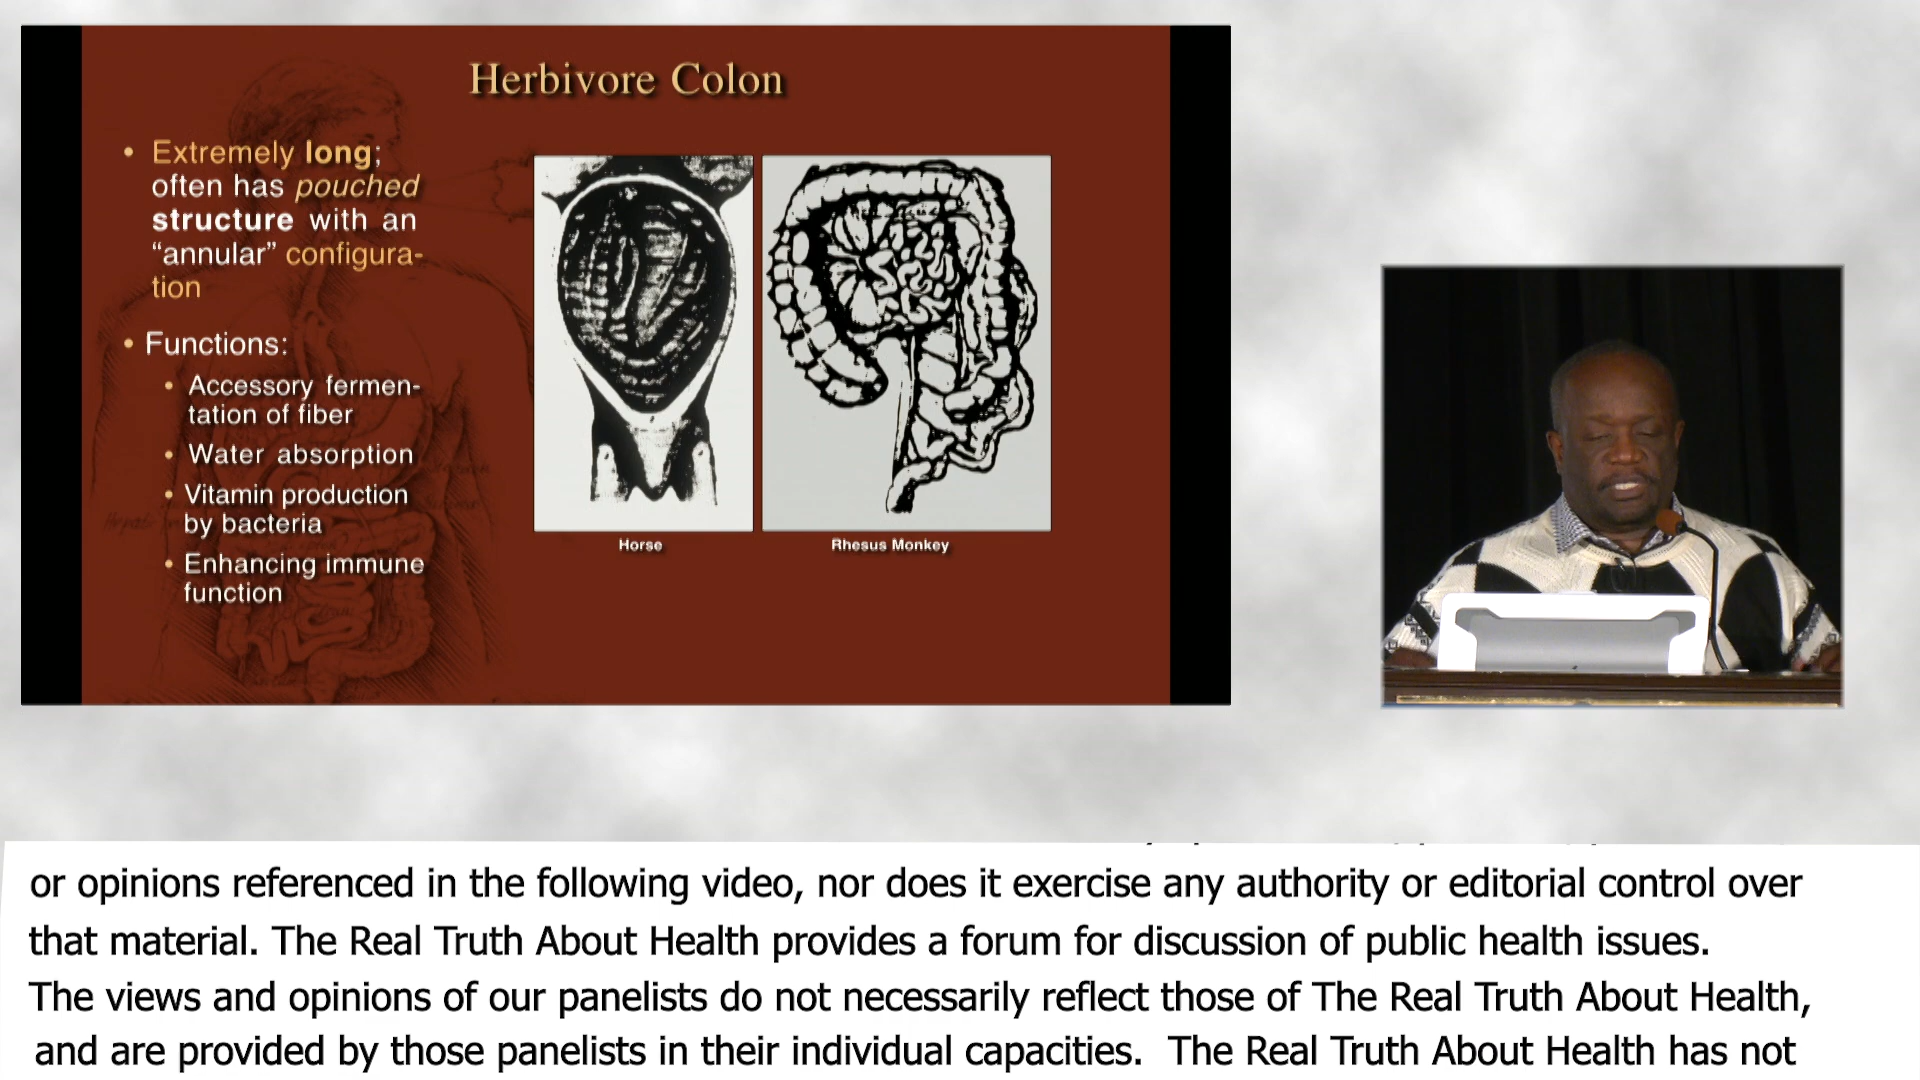 Herbivore Colon
• Extremely long;
often has pouched
structure with an
“annular” configura-
tion
• Functions:
• Accessory fermen-
tation of fiber
• Water absorption
• Vitamin production
by bacteria
• Enhancing immune
function
Horse
Rhesus Monkey
or opinions referenced in the following video, nor does it exercise any authority or editorial control over
that material. The Real Truth About Health provides a forum for discussion of public health issues.
The views and opinions of our panelists do not necessarily reflect those of The Real Truth About Health,
and are provided by those panelists in their individual capacities. The Real Truth About Health has not